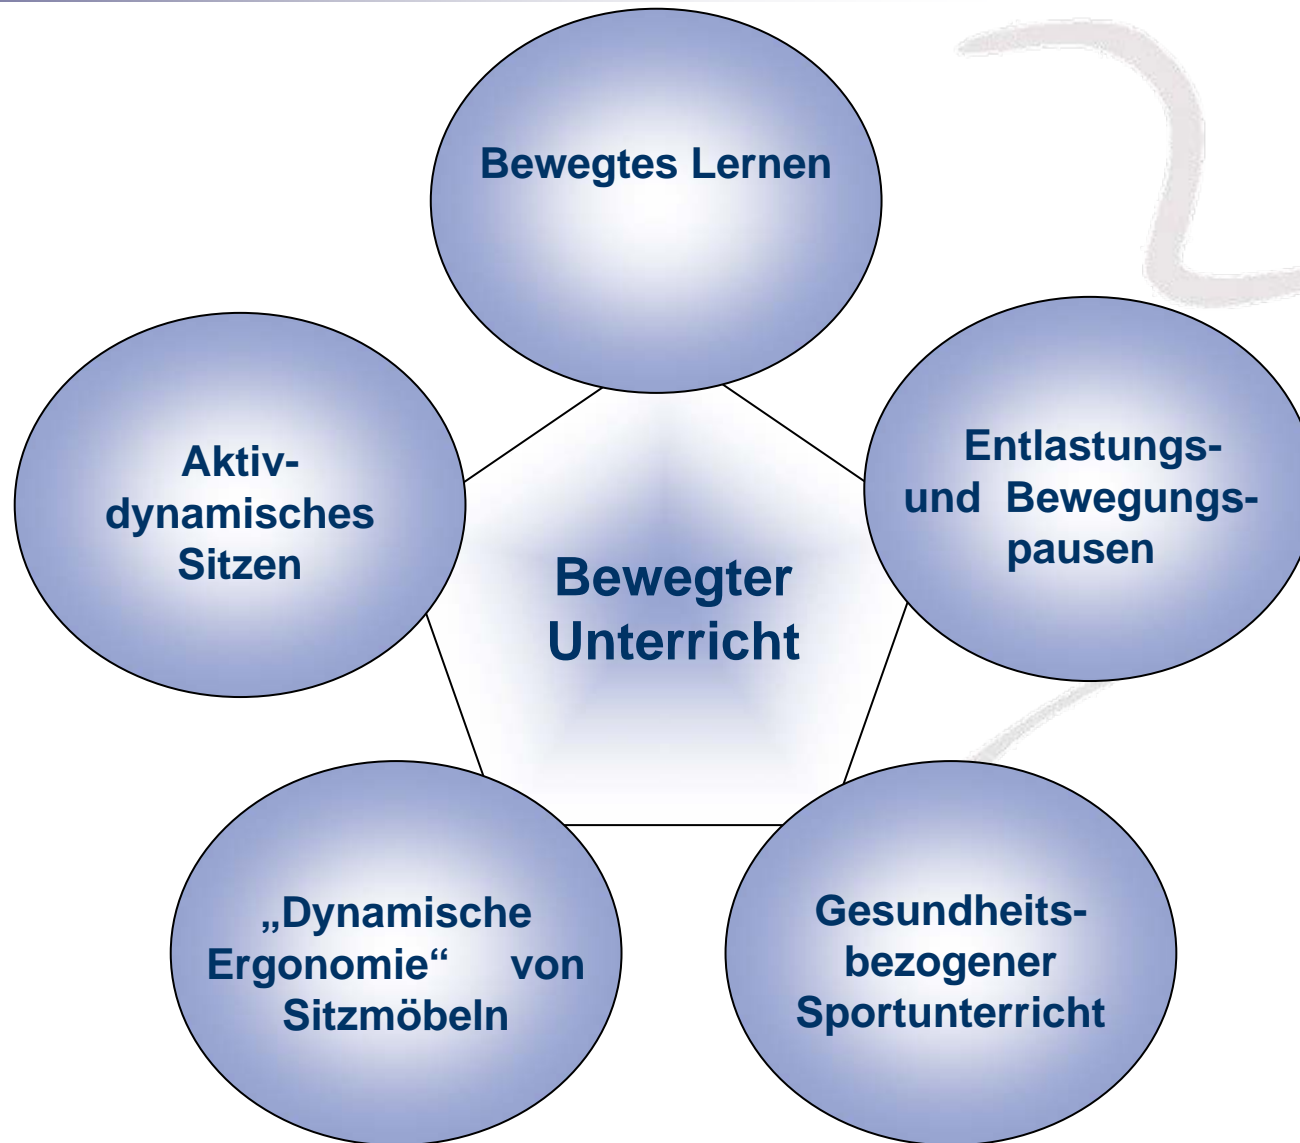 Bewegtes Lernen
Aktiv-
dynamisches
Sitzen
Entlastungs-
und Bewegungs-
pausen
Bewegter
Unterricht
„Dynamische
Ergonomie“ von
Sitzmöbeln
Gesundheits-
bezogener
Sportunterricht